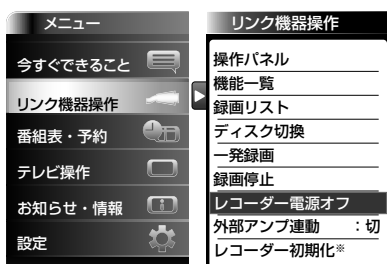 メニュー
今すぐできること
リンク機器操作
番組表・予約
テレビ操作
お知らせ・情報
設定
リンク機器操作
操作パネル
機能一覧
録画リスト
ディスク切換
一発録画
録画停止
レコーダー電源オフ
外部アンプ連動　：切
レコーダー初期化※